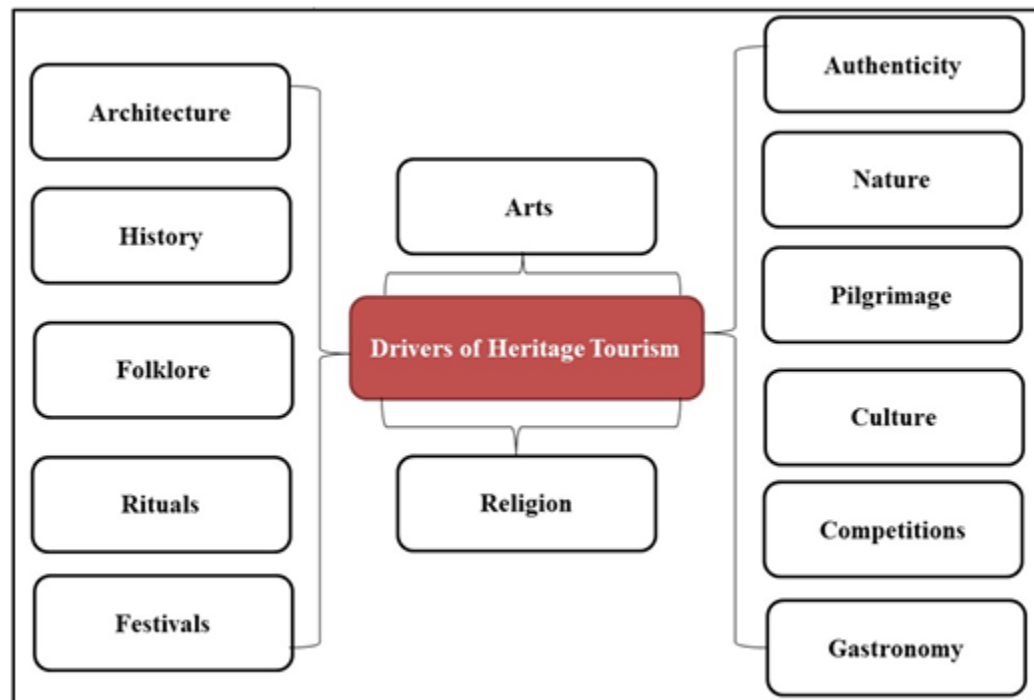 Architecture
History
Folklore
Rituals
Festivals
Arts
Drivers of Heritage Tourism
Religion
Authenticity
Nature
Pilgrimage
Culture
Competitions
Gastronomy